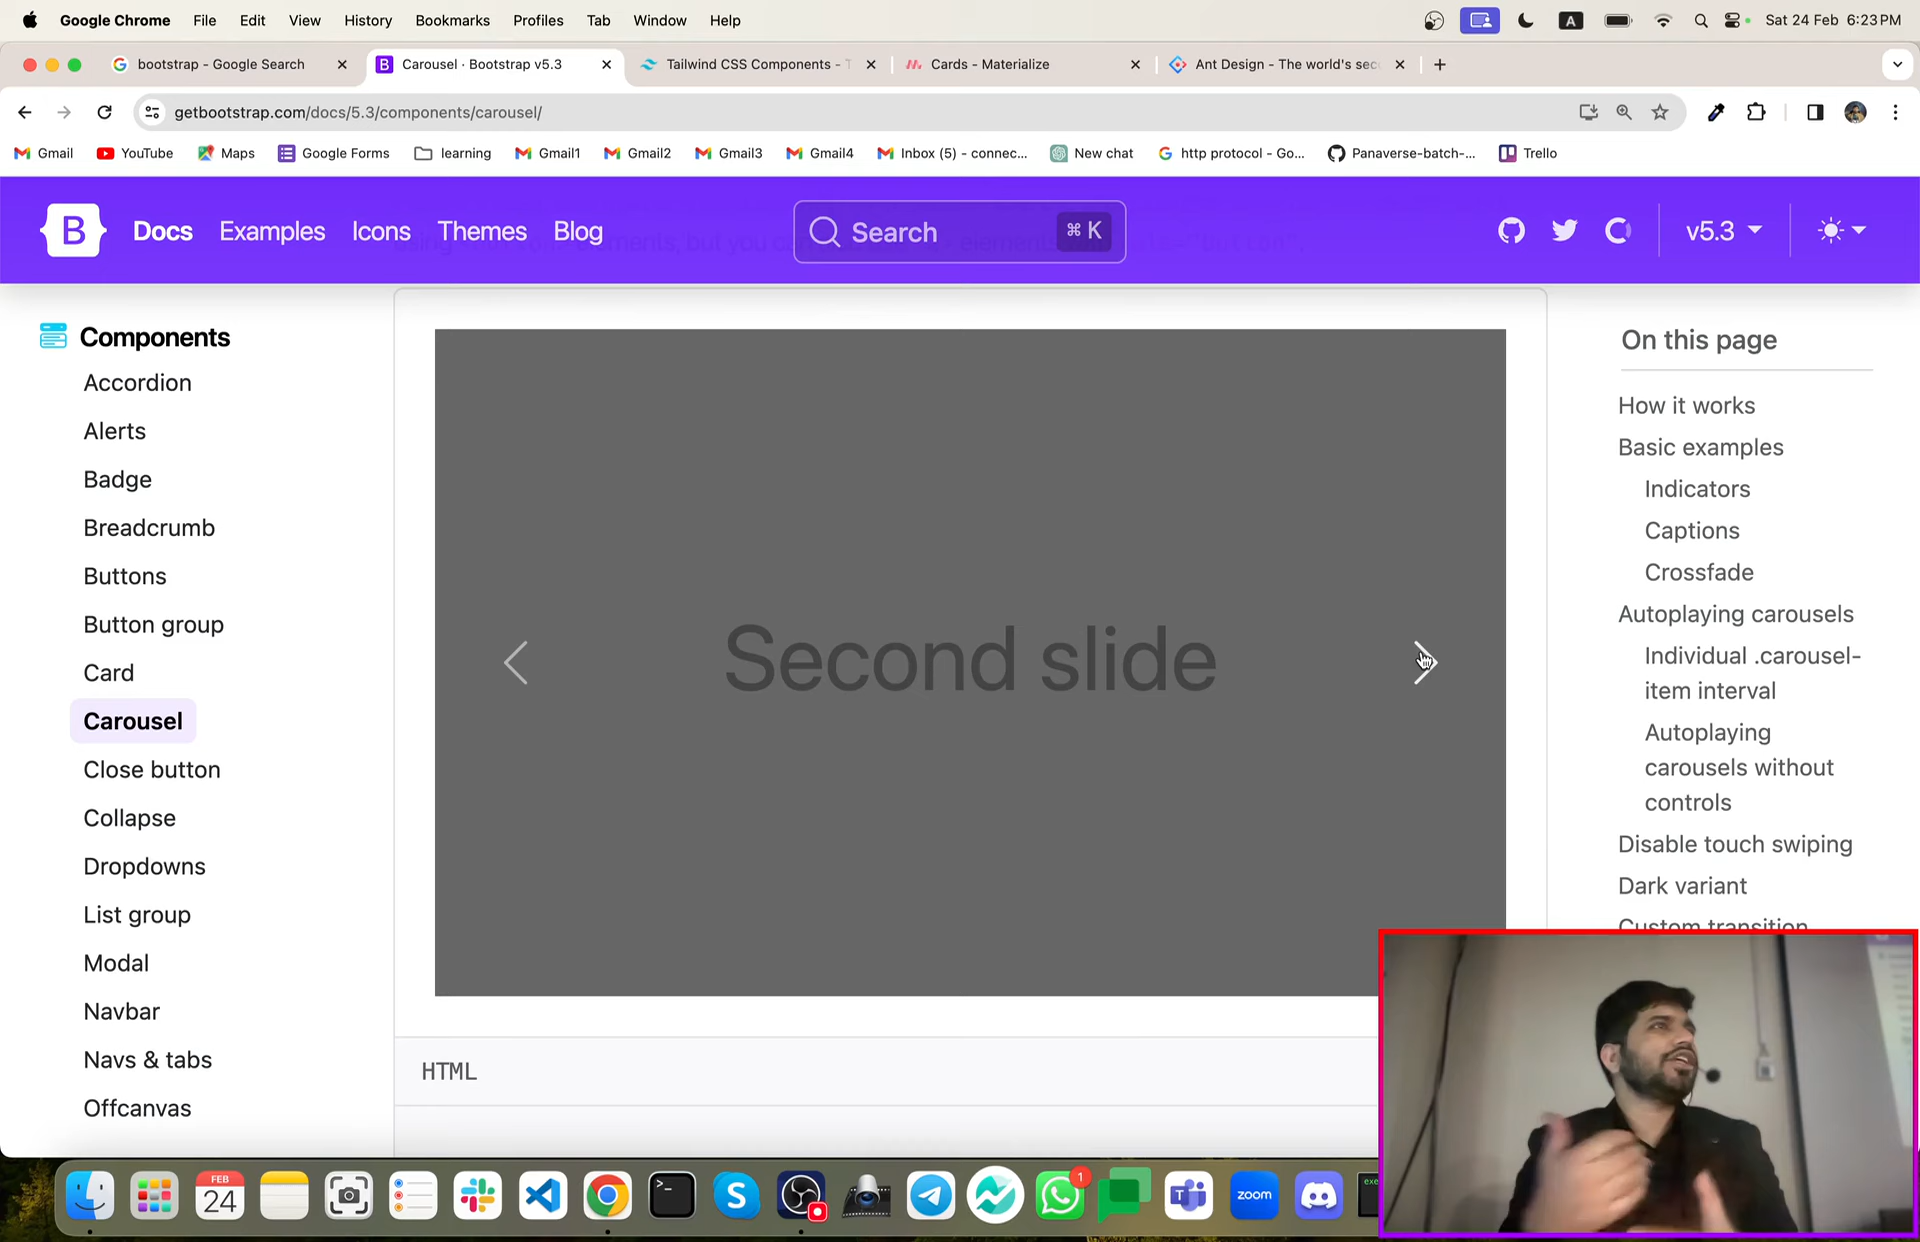 Google Chrome File Edit View History Bookmarks Profiles Tab Window Help A Sat 24 Feb 6:23 PM
bootstrap - Google Search B Carousel · Bootstrap v5.3 Tailwind CSS Components - T Cards - Materialize Ant Design - The world's sec
getbootstrap.com/docs/5.3/components/carousel/
Gmail YouTube Maps Google Forms learning Gmail1 Gmail2 Gmail3 Gmail4 Inbox (5) - connec... New chat http protocol - Go... Panaverse-batch-... Trello
B Docs Examples Icons Themes Blog Search ⌘ K v5.3
Components
Accordion
Alerts
Badge
Breadcrumb
Buttons
Button group
Card
Carousel
Close button
Collapse
Dropdowns
List group
Modal
Navbar
Navs & tabs
Offcanvas
Second slide
HTML
On this page
How it works
Basic examples
Indicators
Captions
Crossfade
Autoplaying carousels
Individual .carousel-
item interval
Autoplaying
carousels without
controls
Disable touch swiping
Dark variant
Custom transition
FEB
24
S
1
T
zoom
exe